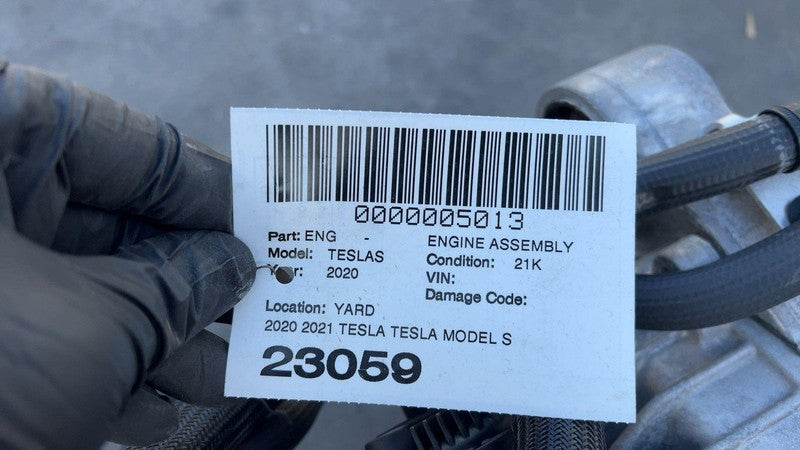 0000005013
Part: ENG - ENGINE ASSEMBLY
Model: TESLAS Condition: 21K
Year: 2020 VIN:
Damage Code:
Location: YARD
2020 2021 TESLA TESLA MODEL S
23059